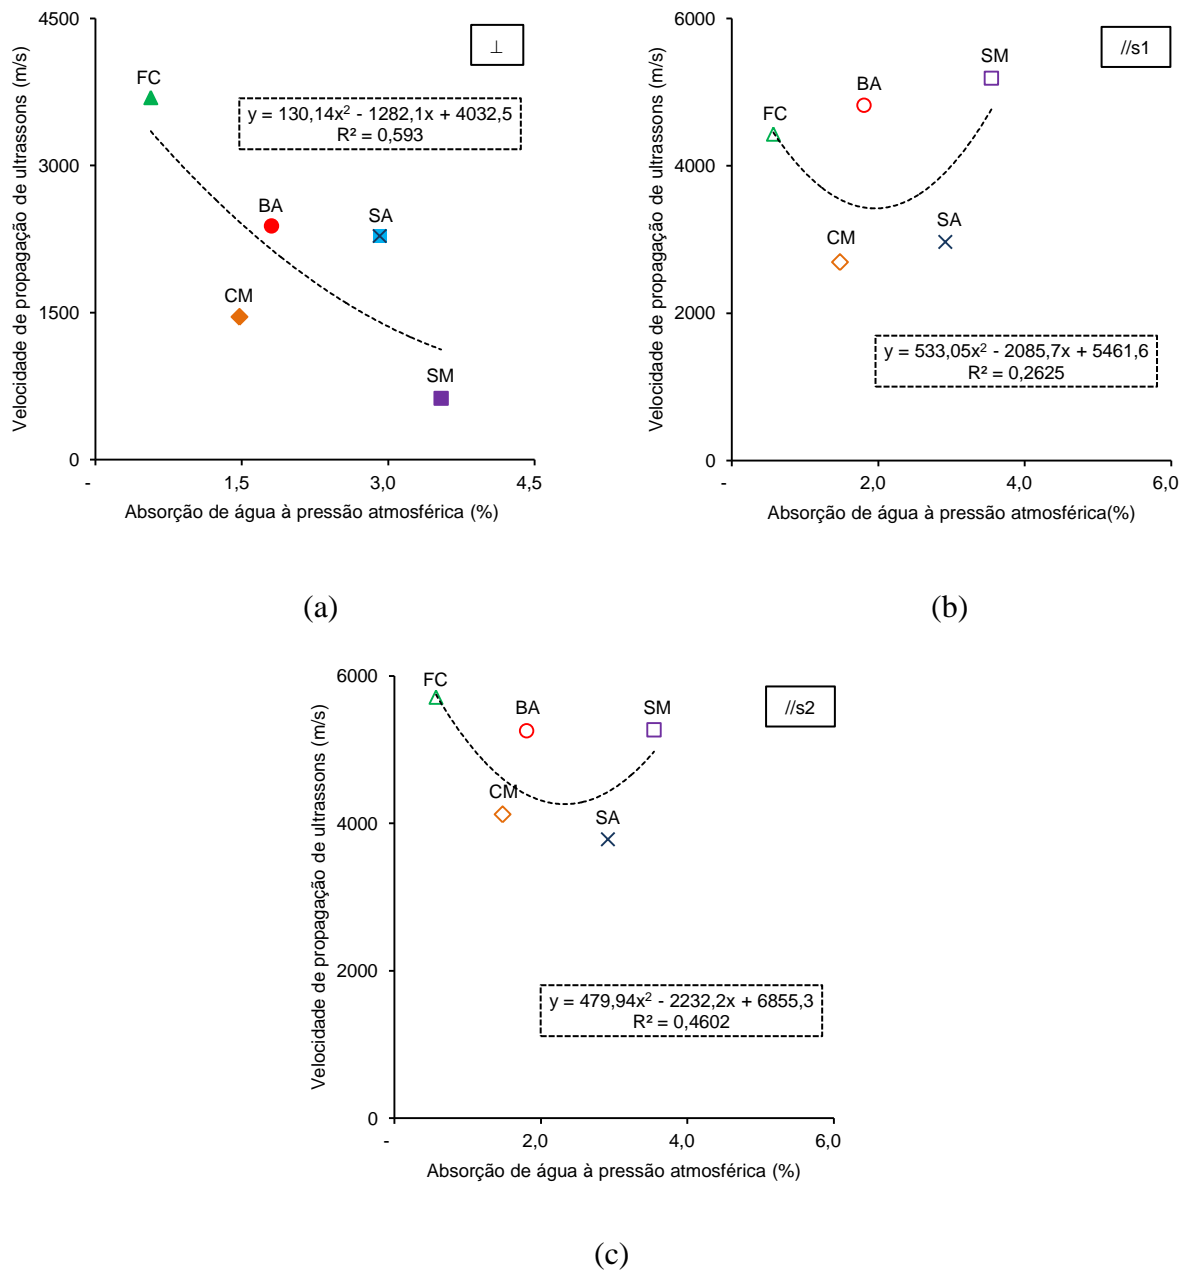 Velocidade de propagação de ultrassons (m/s)
4500
3000
1500
0
⊥
FC
y = 130,14x² - 1282,1x + 4032,5
R² = 0,593
BA
SA
CM
SM
-
1,5
3,0
4,5
Absorção de água à pressão atmosférica (%)
(a)
Velocidade de propagação de ultrassons (m/s)
6000
4000
2000
0
//s1
SM
BA
FC
CM
SA
y = 533,05x² - 2085,7x + 5461,6
R² = 0,2625
-
2,0
4,0
6,0
Absorção de água à pressão atmosférica(%)
(b)
Velocidade de propagação de ultrassons (m/s)
6000
4000
2000
0
//s2
FC
BA
SM
CM
SA
y = 479,94x² - 2232,2x + 6855,3
R² = 0,4602
-
2,0
4,0
6,0
Absorção de água à pressão atmosférica (%)
(c)